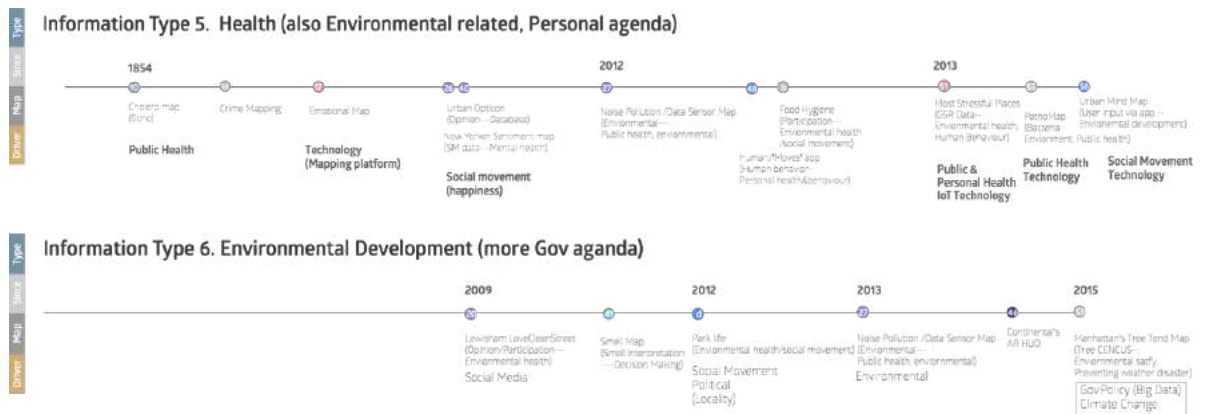 Type
Since
Map
Driver
Information Type 5. Health (also Environmental related, Personal agenda)
1854
2012
2013
Cholera map
Crime Mapping
Emotional Map
Urban Opticon
(Opinion---Database)
New Yorker Sentiment map
(SM data---Mental health)
Noise Pollution /Data Sensor Map
(Environmental---
Public health, environmental)
Human/"Moves" app
(Human behavior-
Personal health&behaviour)
Food Hygiene
(Participation---
Environmental health
/social movement)
Most Stressful Places
(GSR Data--
Environmental health,
Human Behaviour)
PathoMap
(Bacteria -
Environment, Public health)
Urban Mind Map
(User input via app --
Environmental development)
Public Health
Technology
(Mapping platform)
Social movement
(happiness)
Public &
Personal Health
IoT Technology
Public Health
Technology
Social Movement
Technology
Type
Since
Map
Driver
Information Type 6. Environmental Development (more Gov aganda)
2009
2012
2013
2015
Lewisham LoveCleanStreet
(Opinion/Participation---
Environmental health)
Social Media
Smell Map
(Smell Interpretation
----Decision Making)
Park life
(Environmental health/social movement)
Social Movement
Political
(Locality)
Noise Pollution /Data Sensor Map
(Environmental---
Public health, environmental)
Environmental
Continental's
AR HUD
Manhattan's Tree Tend Map
(Tree CENCUS--
Environmental
Preventing weather disaster)
Gov.Policy (Big Data)
Climate Change